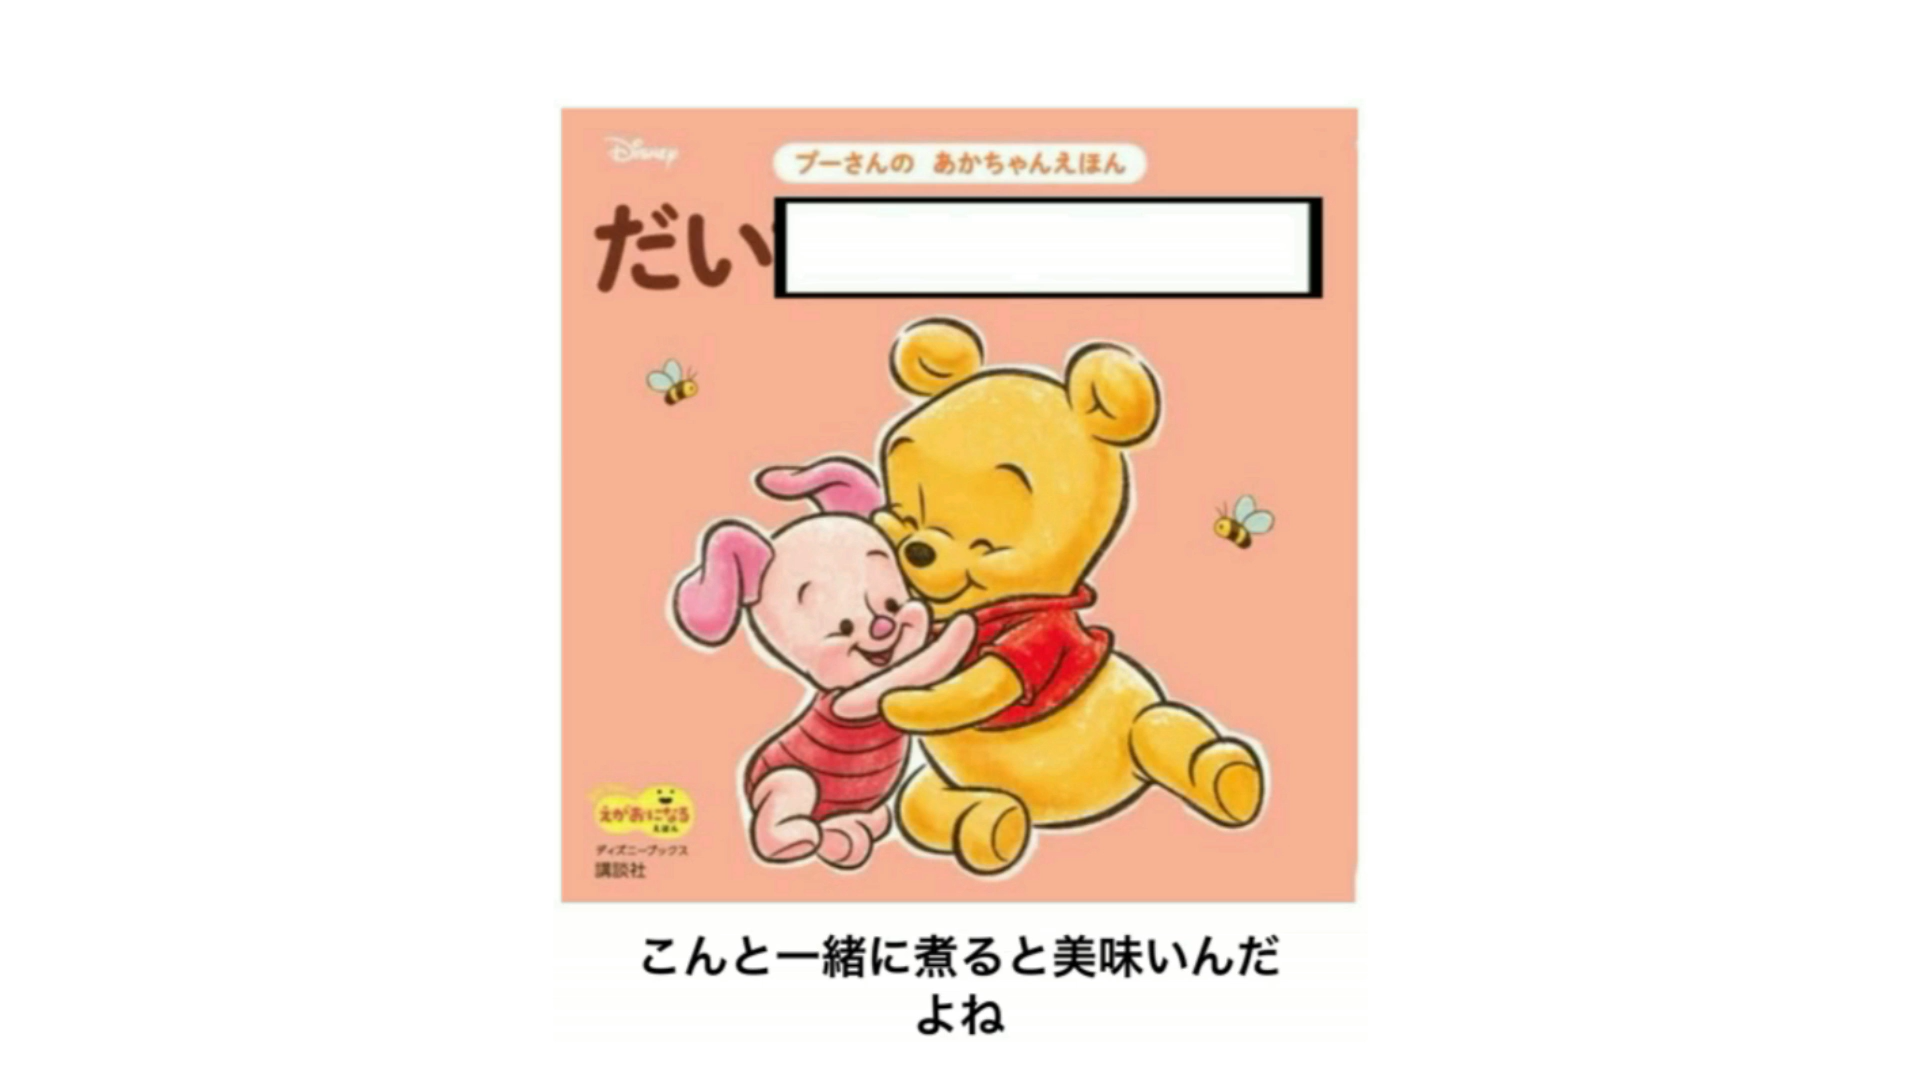 Disney
プーさんの あかちゃんえほん
だい
えがおになる
えほん
ディズニーブックス
講談社
こんと一緒に煮ると美味いんだ
よね